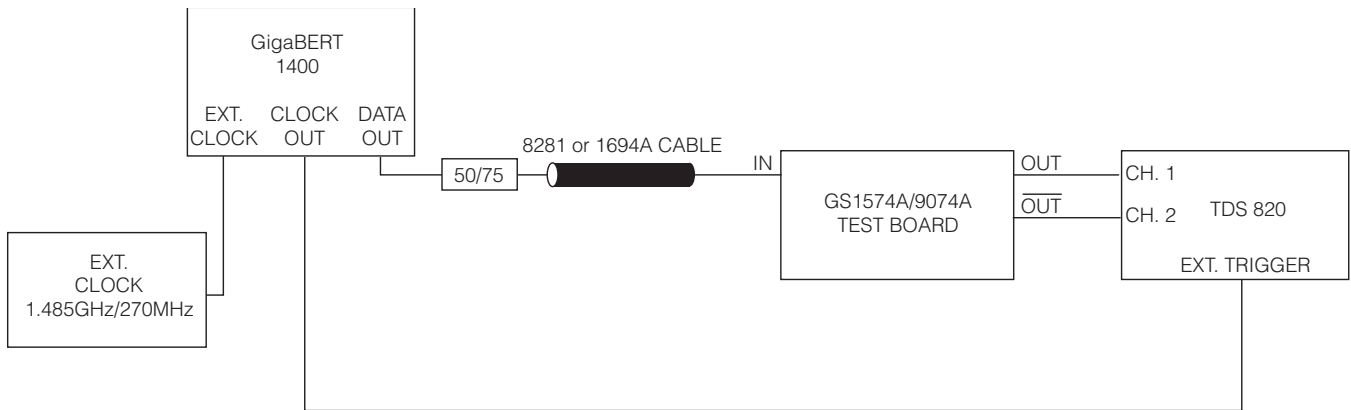 GigaBERT
1400
EXT. CLOCK DATA
CLOCK OUT OUT
8281 or 1694A CABLE
50/75
IN
GS1574A/9074A
TEST BOARD
OUT
OUT
CH. 1
CH. 2
TDS 820
EXT. TRIGGER
EXT.
CLOCK
1.485GHz/270MHz